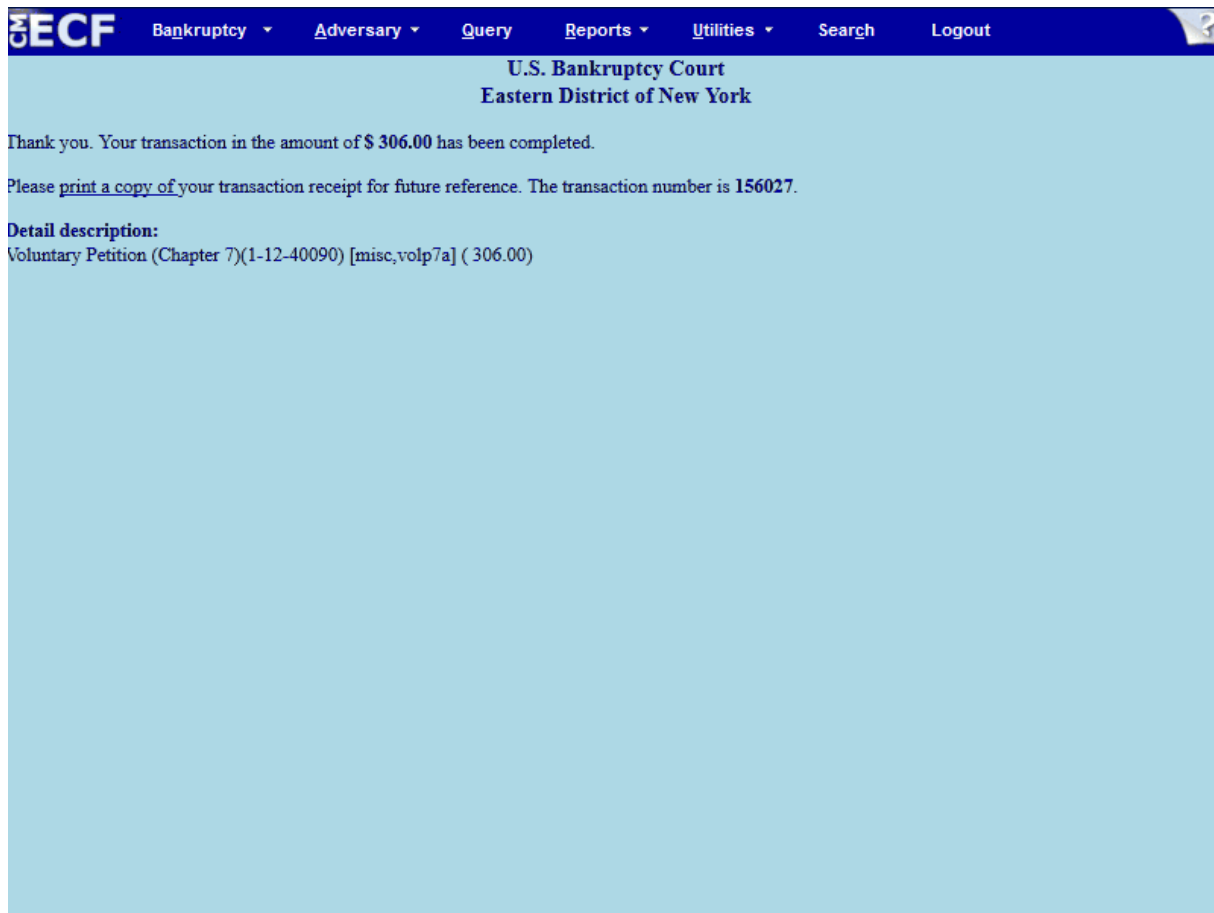 CM ECF Bankruptcy Adversary Query Reports Utilities Search Logout ?
U.S. Bankruptcy Court
Eastern District of New York
Thank you. Your transaction in the amount of $ 306.00 has been completed.
Please print a copy of your transaction receipt for future reference. The transaction number is 156027.
Detail description:
Voluntary Petition (Chapter 7)(1-12-40090) [misc,volp7a] ( 306.00)